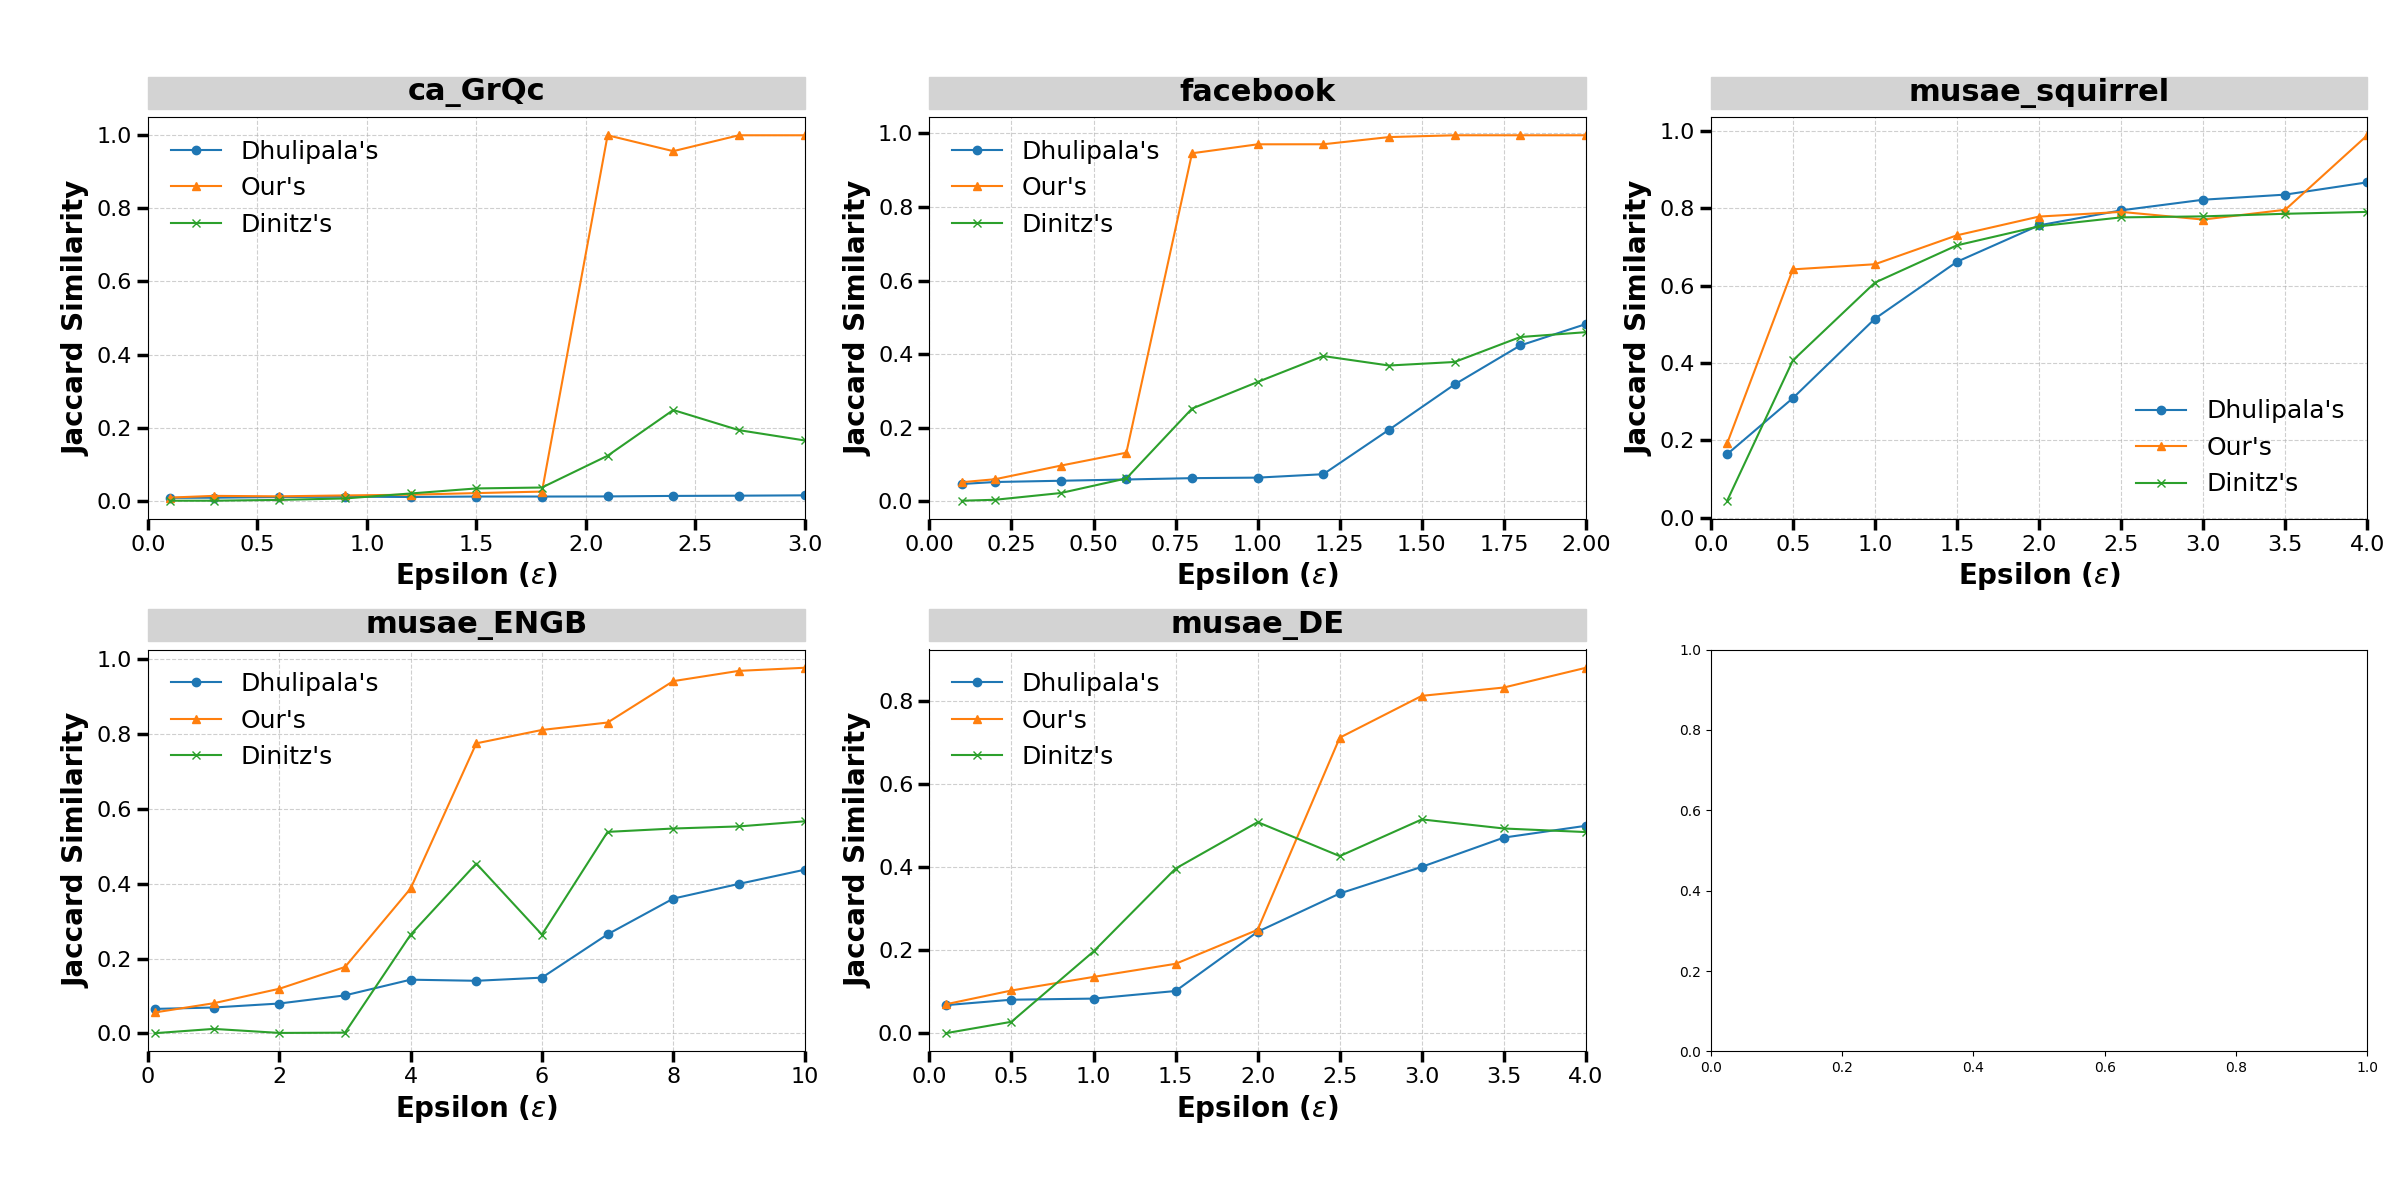 ca_GrQc
Jaccard Similarity
1.0
0.8
0.6
0.4
0.2
0.0
Dhulipala's
Our's
Dinitz's
0.0 0.5 1.0 1.5 2.0 2.5 3.0
Epsilon (ε)
facebook
Jaccard Similarity
1.0
0.8
0.6
0.4
0.2
0.0
Dhulipala's
Our's
Dinitz's
0.00 0.25 0.50 0.75 1.00 1.25 1.50 1.75 2.00
Epsilon (ε)
musae_squirrel
Jaccard Similarity
1.0
0.8
0.6
0.4
0.2
0.0
Dhulipala's
Our's
Dinitz's
0.0 0.5 1.0 1.5 2.0 2.5 3.0 3.5 4.0
Epsilon (ε)
musae_ENGB
Jaccard Similarity
1.0
0.8
0.6
0.4
0.2
0.0
Dhulipala's
Our's
Dinitz's
0 2 4 6 8 10
Epsilon (ε)
musae_DE
Jaccard Similarity
0.8
0.6
0.4
0.2
0.0
Dhulipala's
Our's
Dinitz's
0.0 0.5 1.0 1.5 2.0 2.5 3.0 3.5 4.0
Epsilon (ε)
1.0
0.8
0.6
0.4
0.2
0.0
0.0 0.2 0.4 0.6 0.8 1.0